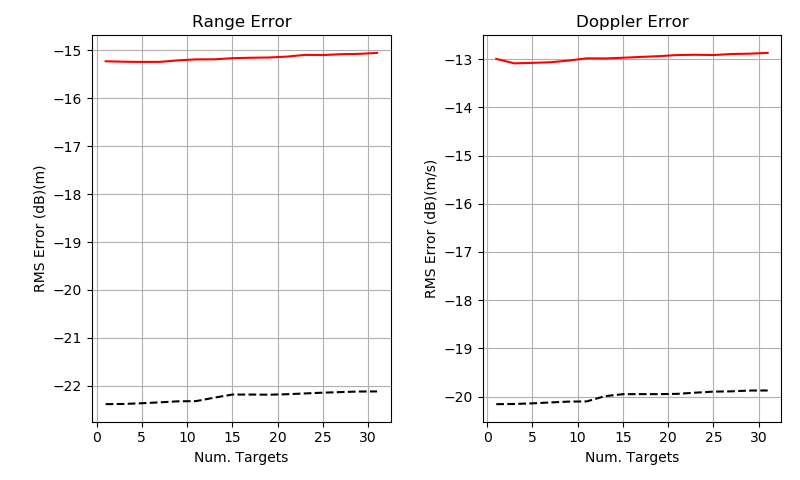 Range Error
Doppler Error
RMS Error (dB)(m)
−15
−16
−17
−18
−19
−20
−21
−22
0 5 10 15 20 25 30
Num. Targets
RMS Error (dB)(m/s)
−13
−14
−15
−16
−17
−18
−19
−20
0 5 10 15 20 25 30
Num. Targets